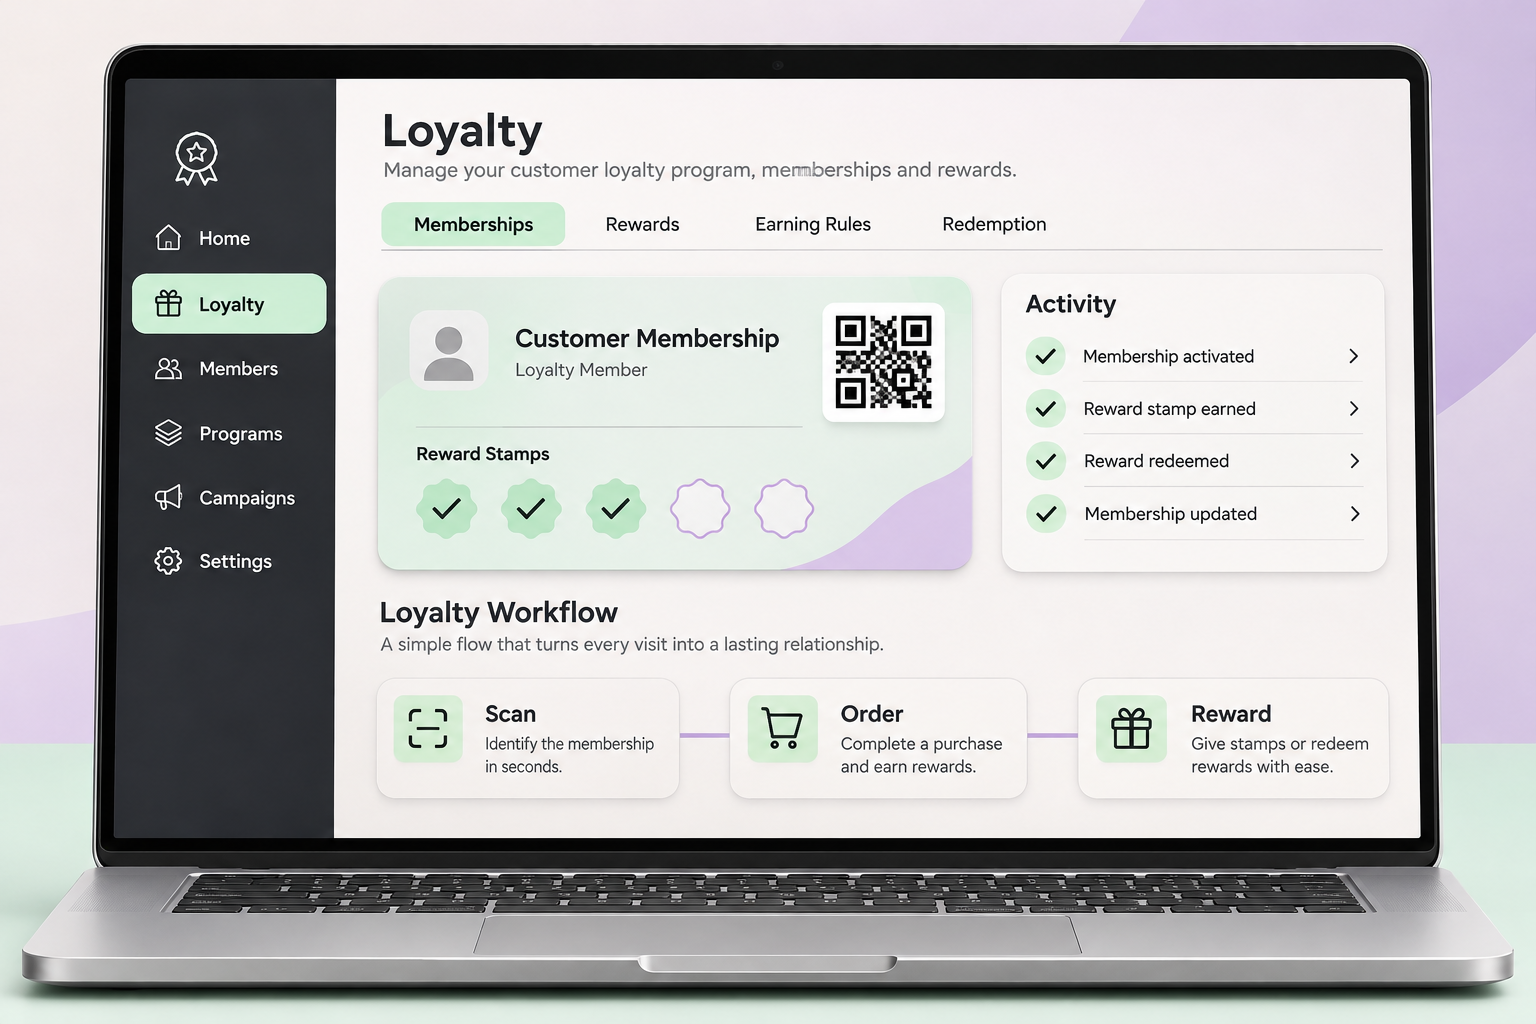 Loyalty
Manage your customer loyalty program, memberships and rewards.
Home
Loyalty
Members
Programs
Campaigns
Settings
Memberships
Rewards
Earning Rules
Redemption
Customer Membership
Loyalty Member
Reward Stamps
Activity
Membership activated
Reward stamp earned
Reward redeemed
Membership updated
Loyalty Workflow
A simple flow that turns every visit into a lasting relationship.
Scan
Identify the membership
in seconds.
Order
Complete a purchase
and earn rewards.
Reward
Give stamps or redeem
rewards with ease.